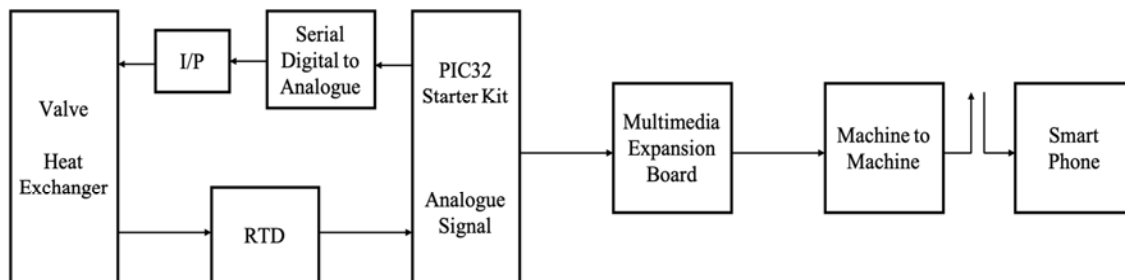 Valve
Heat
Exchanger
I/P
Serial
Digital to
Analogue
RTD
PIC32
Starter Kit
Analogue
Signal
Multimedia
Expansion
Board
Machine to
Machine
Smart
Phone